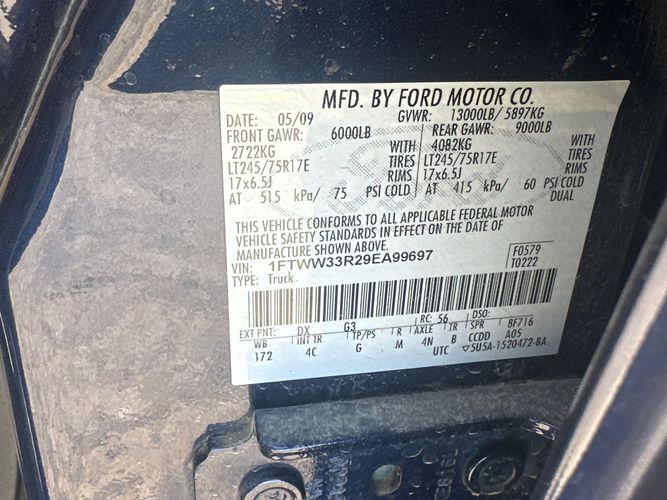 MFD. BY FORD MOTOR CO.
DATE: 05/09 GVWR: 13000LB/ 5897KG
FRONT GAWR: 6000LB REAR GAWR: 9000LB
2722KG WITH 4082KG WITH
LT245/75R17E TIRES LT245/75R17E TIRES
17x6.5J RIMS 17x6.5J RIMS
AT 515 kPa/ 75 PSI COLD AT 415 kPa/ 60 PSI COLD
DUAL
THIS VEHICLE CONFORMS TO ALL APPLICABLE FEDERAL MOTOR
VEHICLE SAFETY STANDARDS IN EFFECT ON THE DATE OF
MANUFACTURE SHOWN ABOVE.
VIN: 1FTWW33R29EA99697 F0579
TYPE: Truck T0222
EXT PNT: DX G3 RC: 56 DSO:
WB INT TR TP/PS R AXLE TR SPR BF/16
172 4C G M 4N B CCDD A05
UTC ▽5U5A-1520472-BA